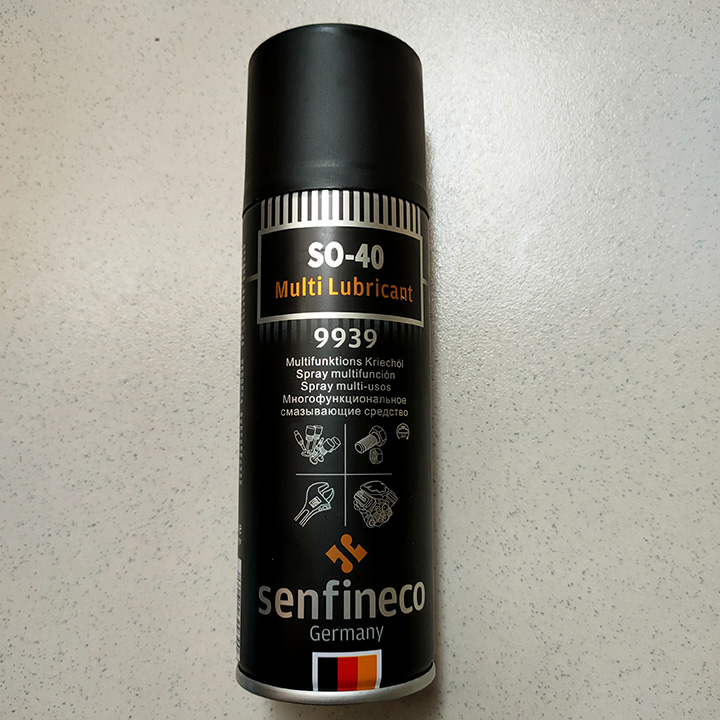 SO-40
Multi Lubricant
9939
Multifunktions Kriechöl
Spray multifunción
Spray multi-usos
Многофункциональное
смазывающие средство
senfineco
Germany